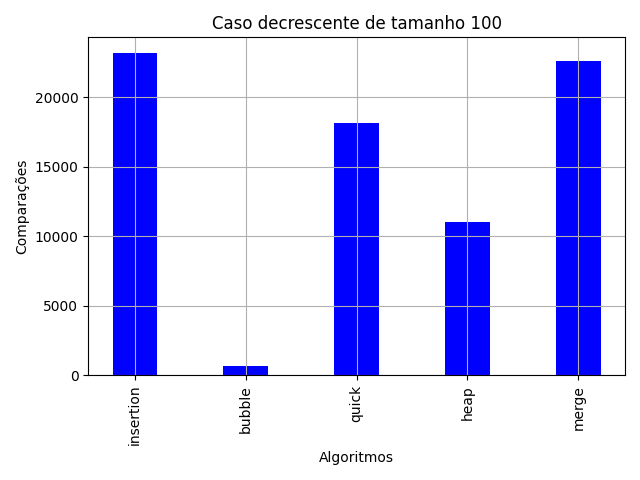 Caso decrescente de tamanho 100
Comparações
20000
15000
10000
5000
0
insertion
bubble
quick
heap
merge
Algoritmos